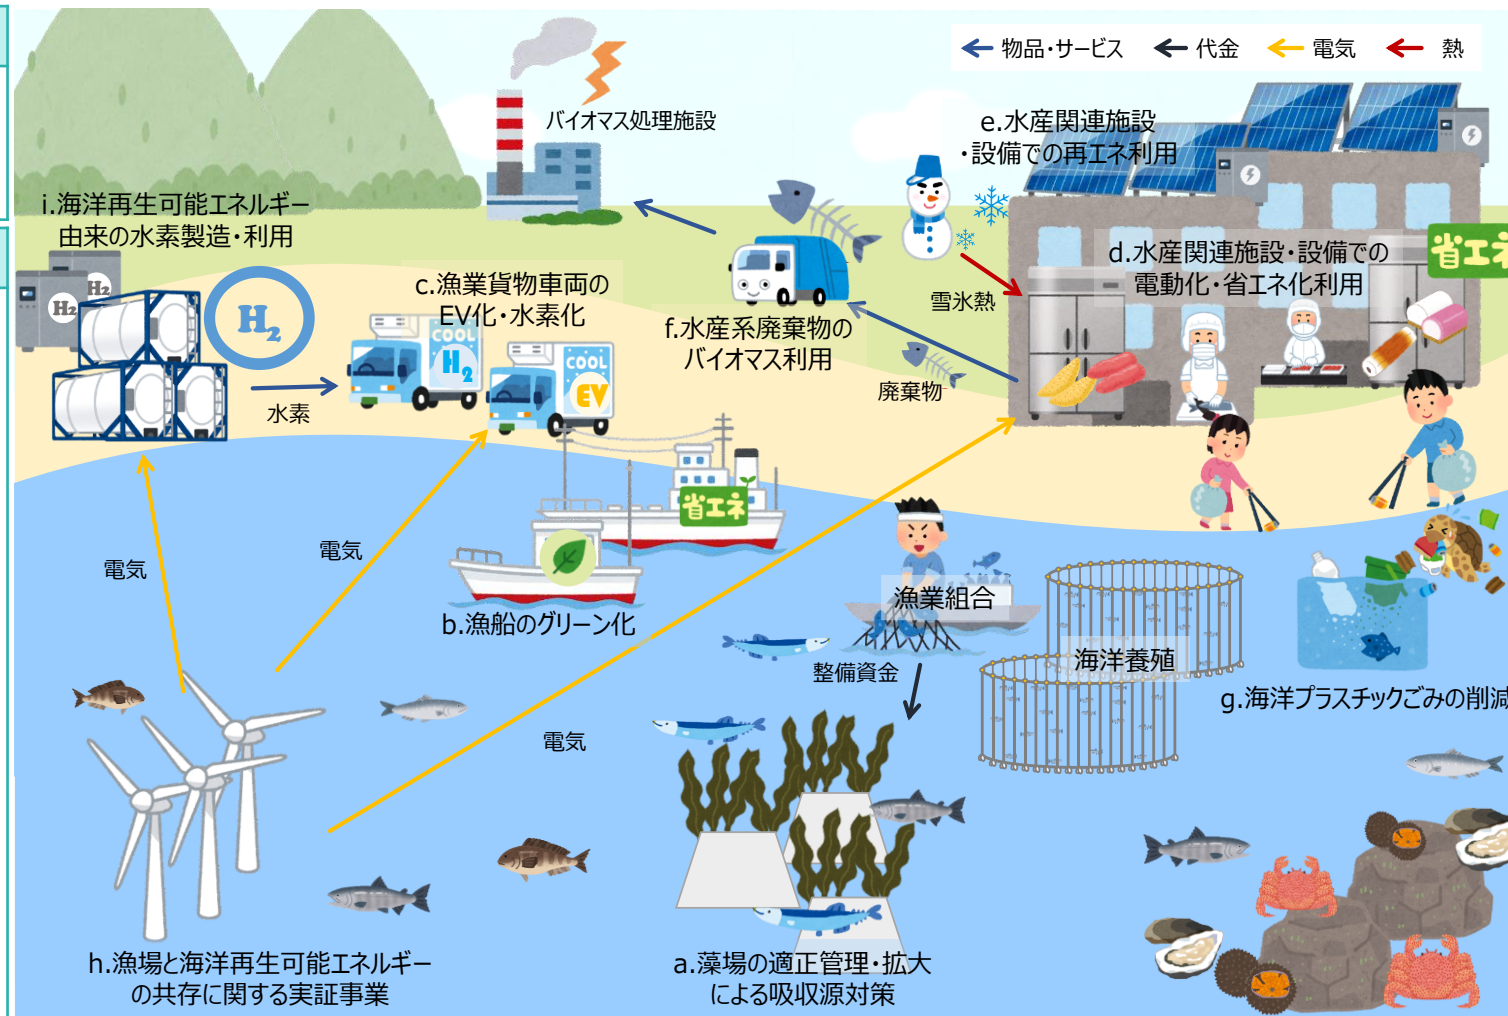 物品・サービス
代金
電気
熱
バイオマス処理施設
e.水産関連施設
・設備での再エネ利用
i.海洋再生可能エネルギー
由来の水素製造・利用
d.水産関連施設・設備での
電動化・省エネ化利用
省エネ
c.漁業貨物車両の
EV化・水素化
雪氷熱
H2
H2
H2
f.水産系廃棄物の
バイオマス利用
COOL
H2
COOL
EV
廃棄物
水素
省エネ
電気
電気
漁業組合
b.漁船のグリーン化
海洋養殖
整備資金
g.海洋プラスチックごみの削減
電気
h.漁場と海洋再生可能エネルギー
の共存に関する実証事業
a.藻場の適正管理・拡大
による吸収源対策